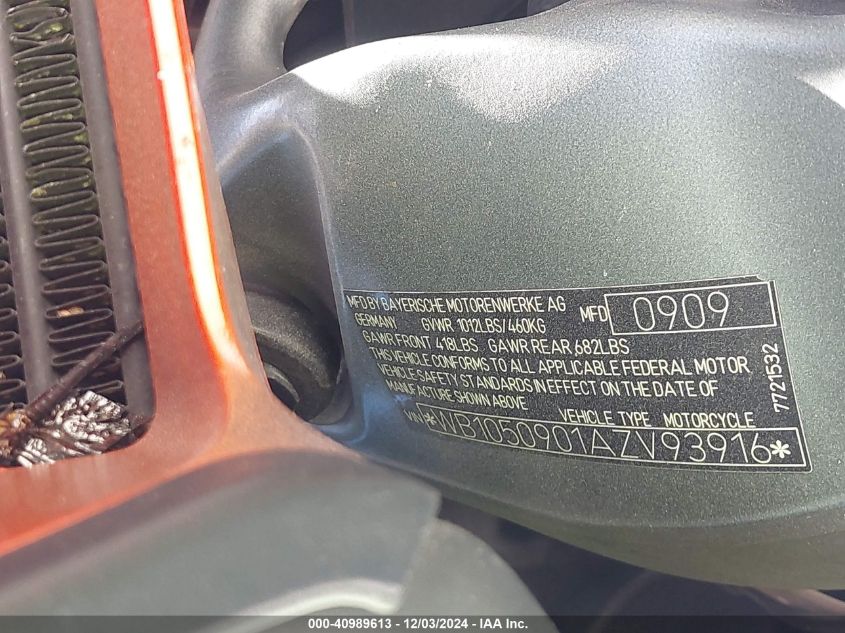 MFD BY BAYERISCHE MOTORENWERKE AG MFD 0909
GERMANY GVWR 1012LBS/460KG
GAWR FRONT 418LBS GAWR REAR 682LBS
THIS VEHICLE CONFORMS TO ALL APPLICABLE FEDERAL MOTOR
VEHICLE SAFETY STANDARDS IN EFFECT ON THE DATE OF
MANUFACTURE SHOWN ABOVE
VEHICLE TYPE MOTORCYCLE
VIN *WB1050901AZV93916*
7721532
000-40989613 - 12/03/2024 - IAA Inc.